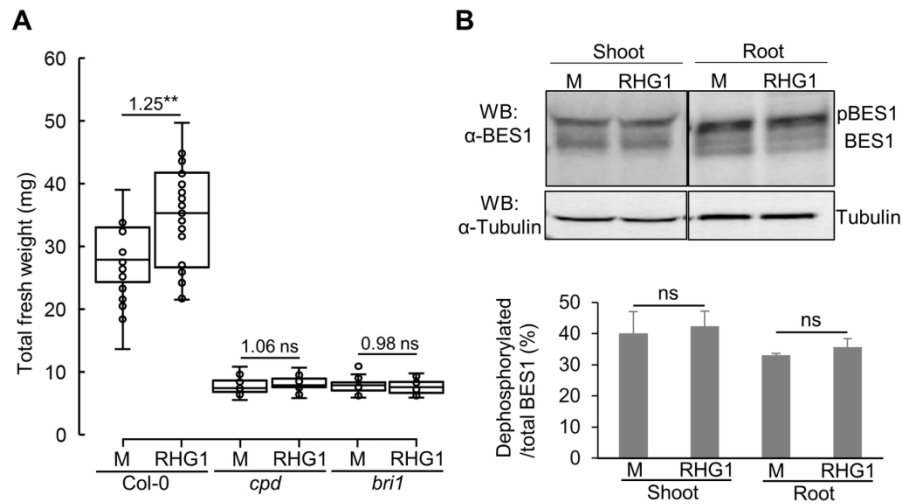 A
Total fresh weight (mg)
60
50
40
30
20
10
0
1.25**
1.06 ns
0.98 ns
M RHG1 M RHG1 M RHG1
Col-0 cpd bri1
B
Shoot Root
M RHG1 M RHG1
WB:
α-BES1
pBES1
BES1
WB:
α-Tubulin
Tubulin
Dephosphorylated
/total BES1 (%)
50
40
30
20
10
0
ns
ns
M RHG1 M RHG1
Shoot Root